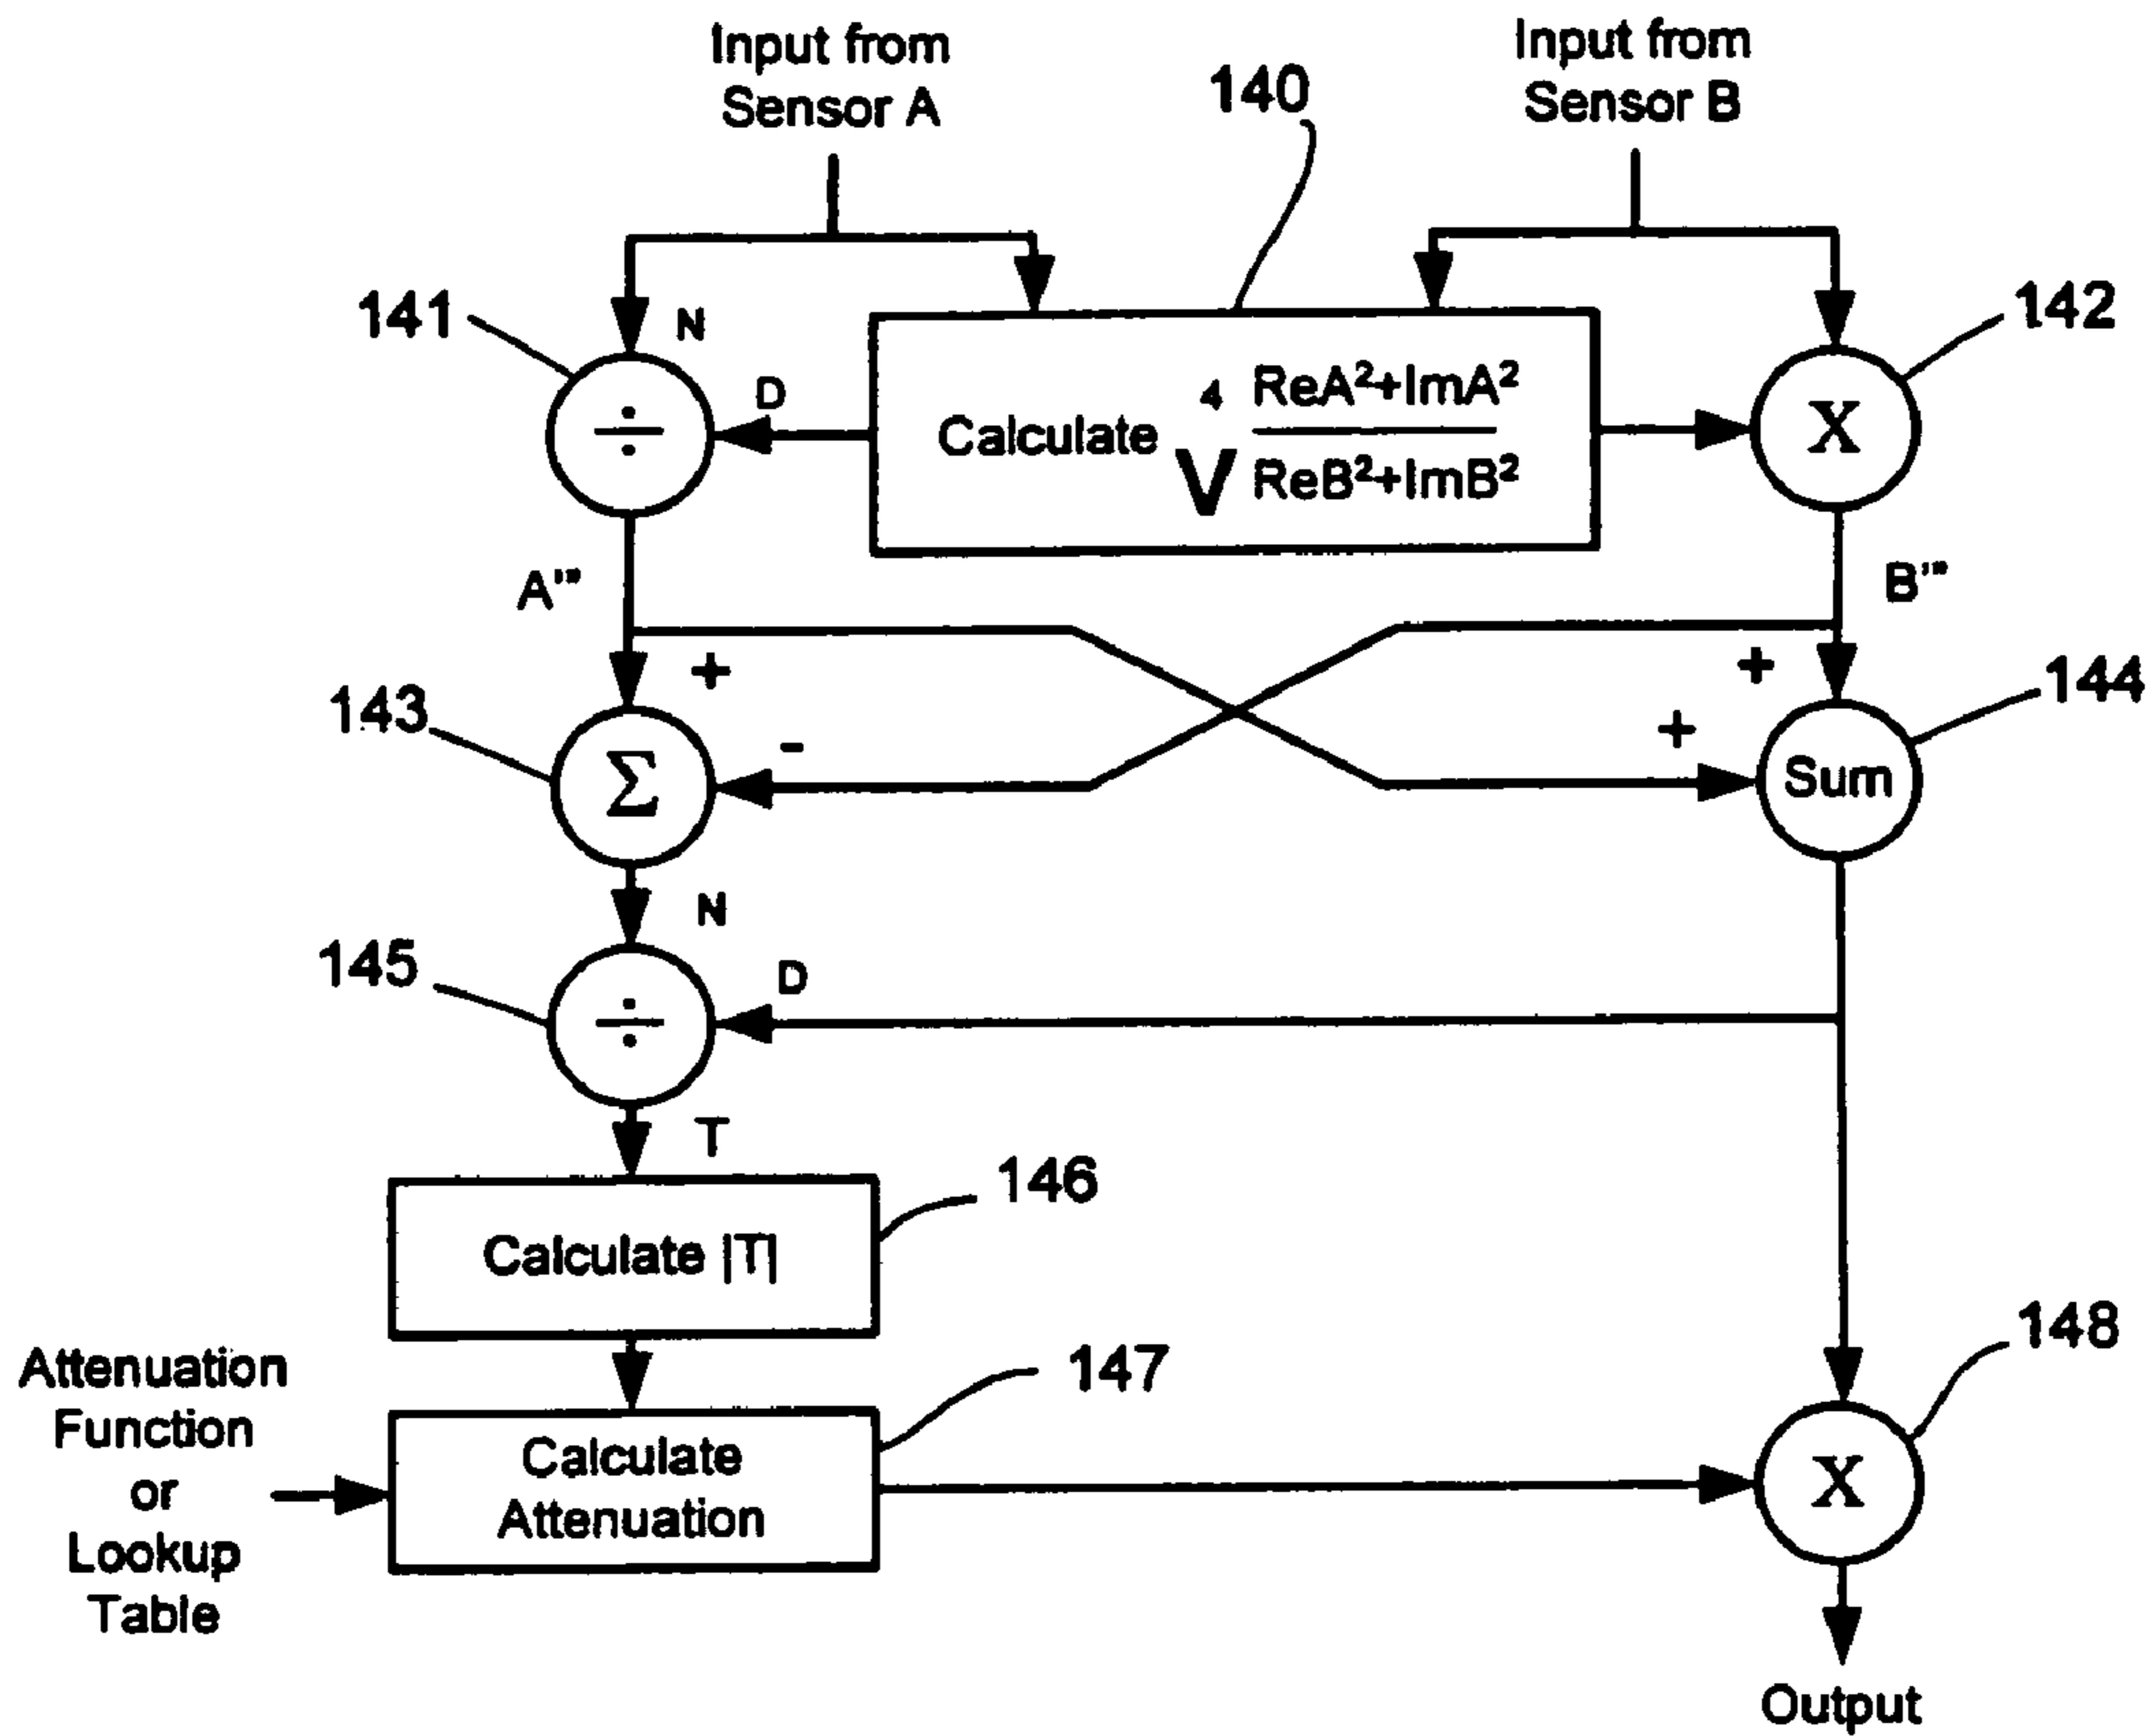 Input from
Sensor A
Input from
Sensor B
140
141
N
142
D
÷
Calculate 4 √ ReA²+ImA²
ReB²+ImB²
X
A'''
B'''
+
+
143
144
-
+
Σ
Sum
N
145
D
÷
T
146
Calculate |T|
Attenuation
Function
or
Lookup
Table
147
148
Calculate
Attenuation
X
Output